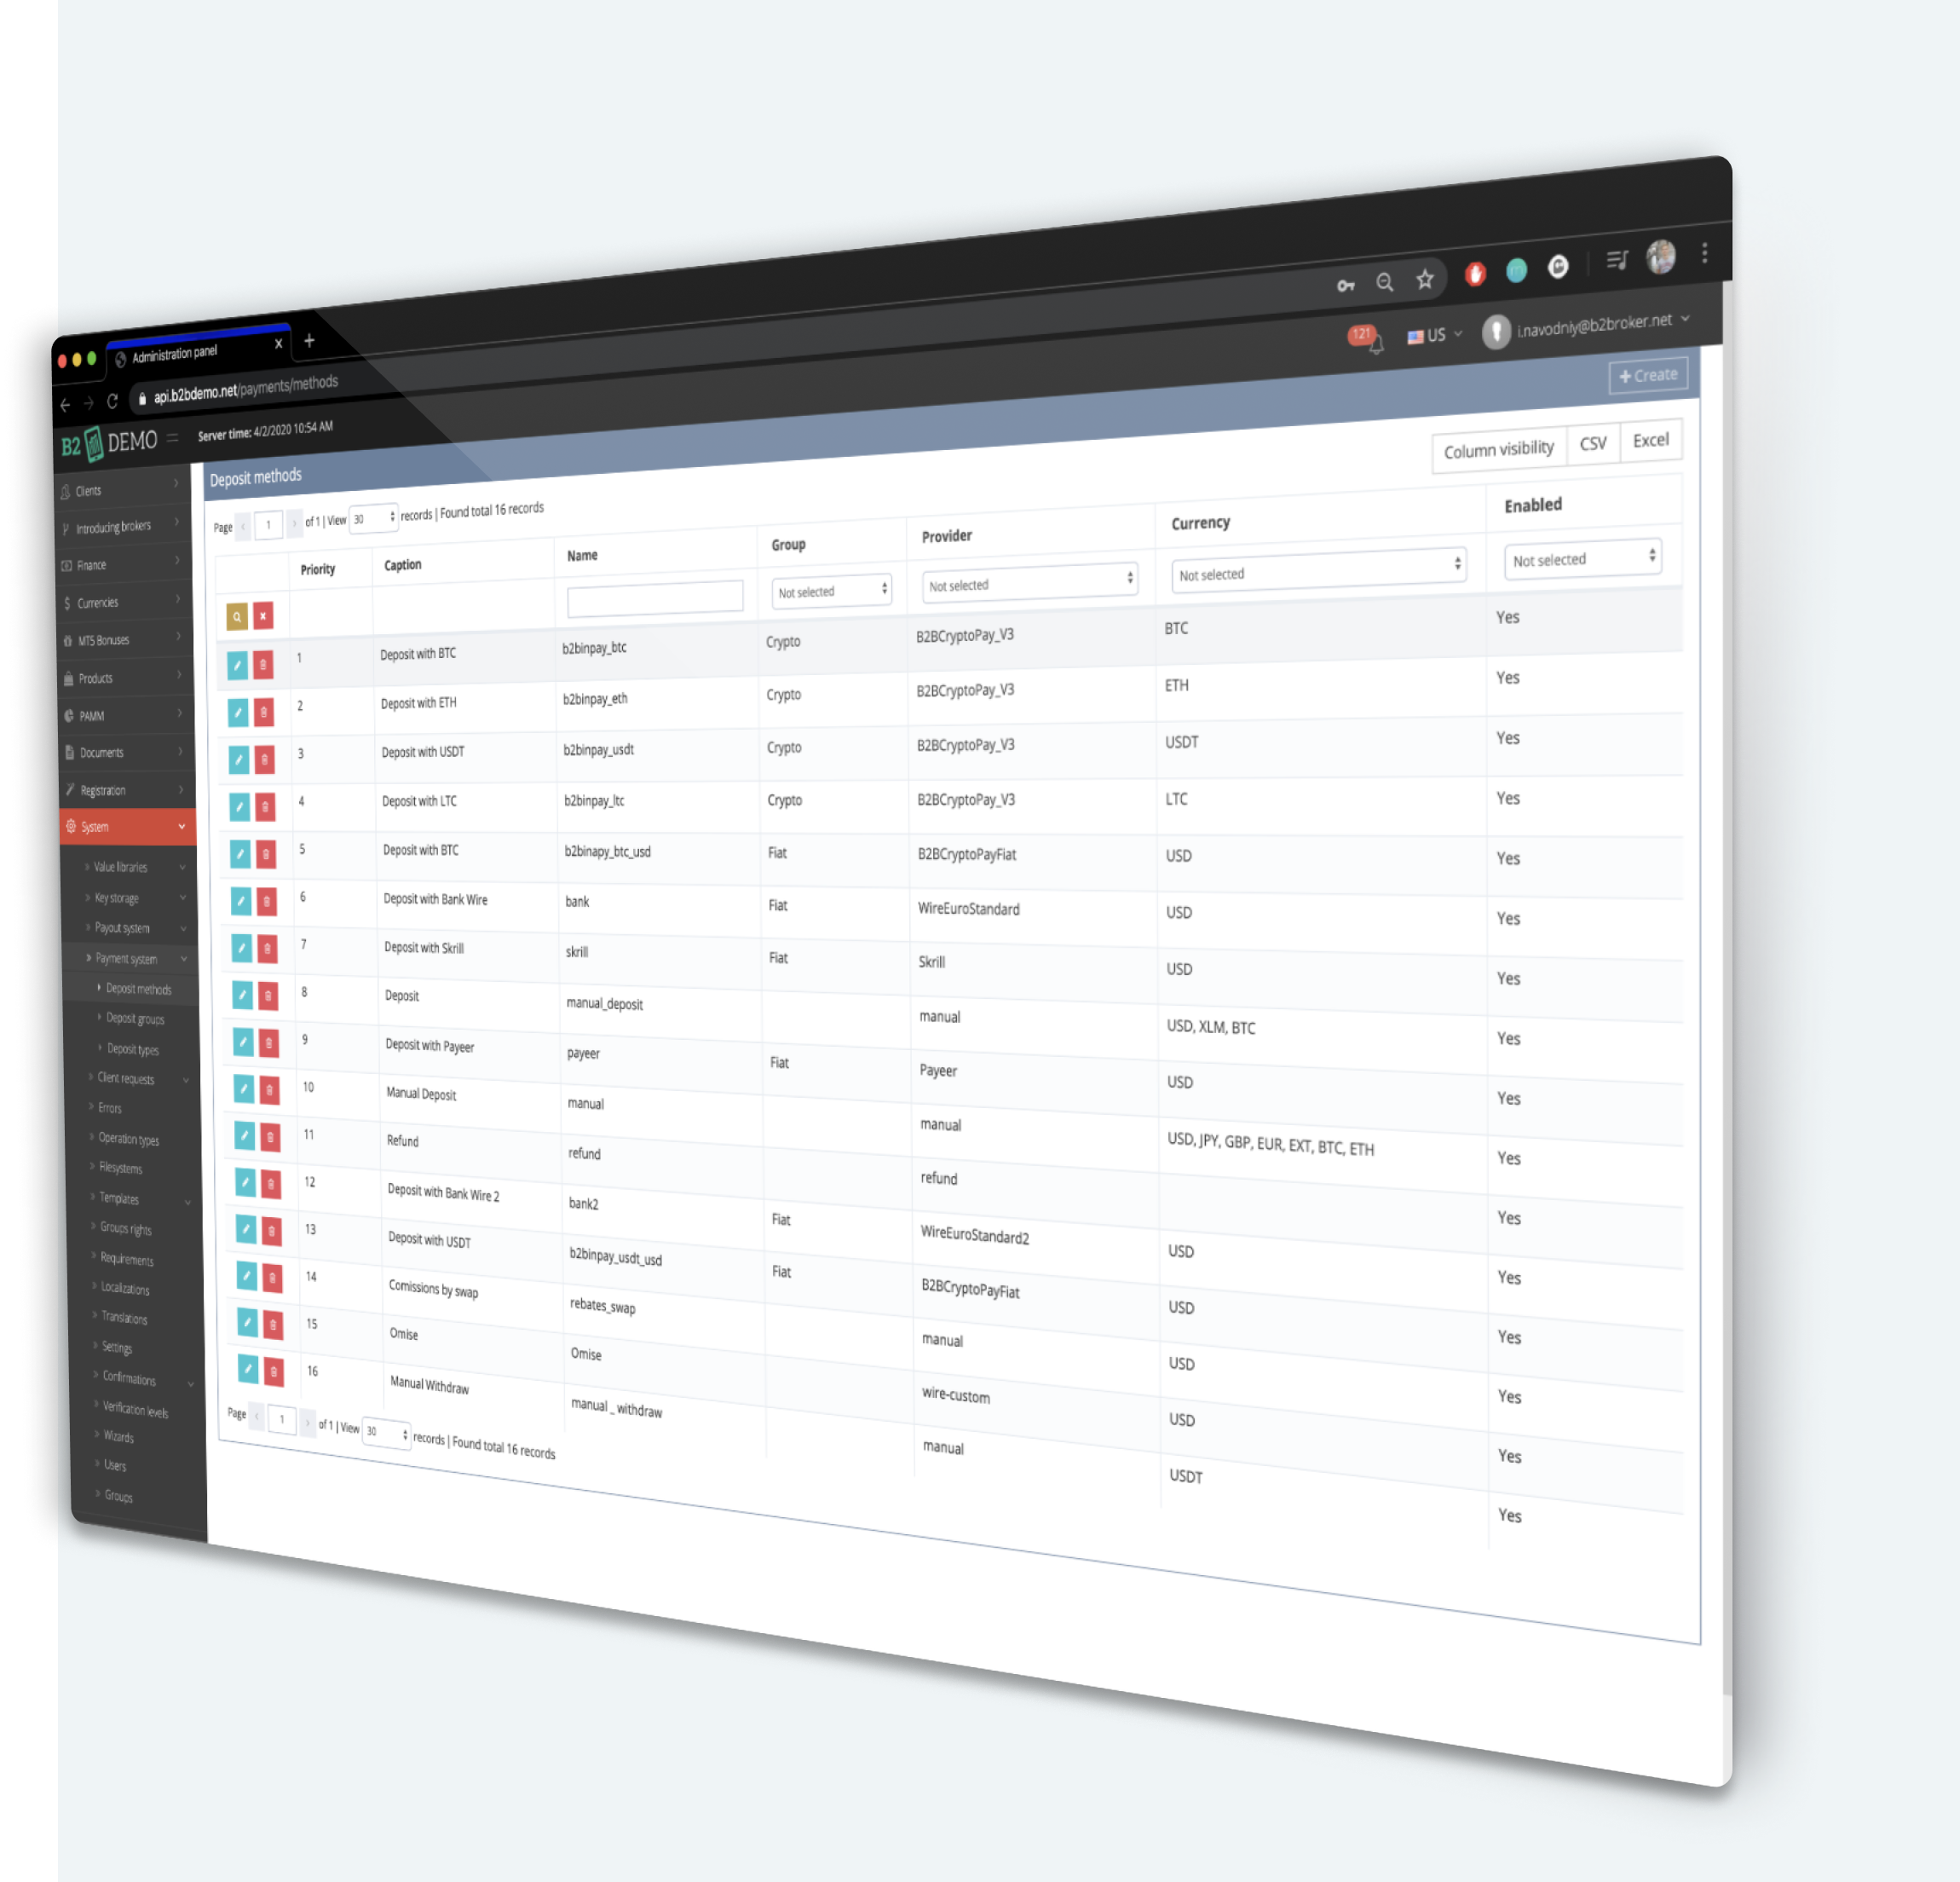 Administration panel
api.b2bdemo.net/payments/methods
B2 DEMO
Server time: 4/2/2020 10:54 AM
121
US
i.navodniy@b2broker.net
Clients
Introducing brokers
Finance
Currencies
MT5 Bonuses
Products
PAMM
Documents
Registration
System
Value libraries
Key storage
Payout system
Payment system
Deposit methods
Deposit groups
Deposit types
Client requests
Errors
Operation types
Filesystems
Templates
Groups rights
Requirements
Localizations
Translations
Settings
Confirmations
Verification levels
Wizards
Users
Groups
Deposit methods
+ Create
Column visibility CSV Excel
Page 1 of 1 | View 30 records | Found total 16 records
Priority Caption Name Group Provider Currency Enabled
Not selected Not selected Not selected Not selected
1 Deposit with BTC b2binpay_btc Crypto B2BCryptoPay_V3 BTC Yes
2 Deposit with ETH b2binpay_eth Crypto B2BCryptoPay_V3 ETH Yes
3 Deposit with USDT b2binpay_usdt Crypto B2BCryptoPay_V3 USDT Yes
4 Deposit with LTC b2binpay_ltc Crypto B2BCryptoPay_V3 LTC Yes
5 Deposit with BTC b2binapy_btc_usd Fiat B2BCryptoPayFiat USD Yes
6 Deposit with Bank Wire bank Fiat WireEuroStandard USD Yes
7 Deposit with Skrill skrill Fiat Skrill USD Yes
8 Deposit manual_deposit manual USD, XLM, BTC Yes
9 Deposit with Payeer payeer Fiat Payeer USD Yes
10 Manual Deposit manual manual USD, JPY, GBP, EUR, EXT, BTC, ETH Yes
11 Refund refund refund Yes
12 Deposit with Bank Wire 2 bank2 Fiat WireEuroStandard2 USD Yes
13 Deposit with USDT b2binpay_usdt_usd Fiat B2BCryptoPayFiat USD Yes
14 Comissions by swap rebates_swap manual USD Yes
15 Omise Omise wire-custom USD Yes
16 Manual Withdraw manual _ withdraw manual USDT Yes
Page 1 of 1 | View 30 records | Found total 16 records